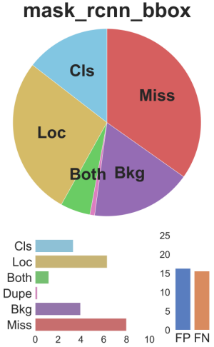 mask_rcnn_bbox
Cls
Miss
Loc
Both
Bkg
Cls
Loc
Both
Dupe
Bkg
Miss
0 2 4 6 8 10
25
20
15
10
5
0
FP FN